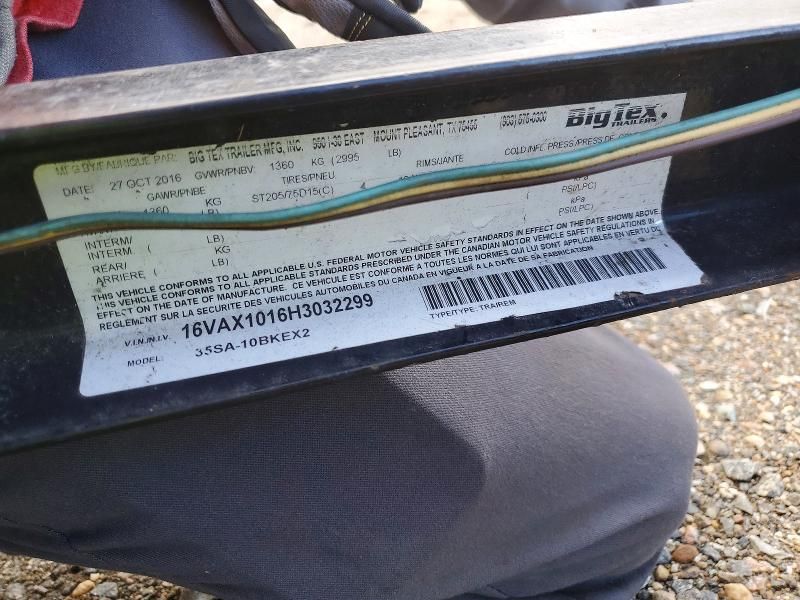 MFG BY/FABRIQUE PAR: BIG TEX TRAILER MFG, INC. 950 I-30 EAST MOUNT PLEASANT, TX 75455 (903) 575-0300 Big Tex
TRAILERS
DATE: 27 OCT 2016 GVWR/PNBV: 1360 KG (2995 LB) COLD/INFL PRESS/PRES DE
GAWR/PNBE TIRES/PNEU RIMS/JANTE
1360 KG LB) ST205/75D15(C) kPa
PSI/LPC)
INTERM/ KG kPa
INTERM ( LB) PSI/LPC)
REAR/ KG
ARRIERE ( LB)
THIS VEHICLE CONFORMS TO ALL APPLICABLE U.S. FEDERAL MOTOR VEHICLE SAFETY STANDARDS IN EFFECT ON THE DATE SHOWN ABOVE
THIS VEHICLE CONFORMS TO ALL APPLICABLE STANDARDS PRESCRIBED UNDER THE CANADIAN MOTOR VEHICLE SAFETY REGULATIONS IN
EFFECT ON THE DATE OF MANUFACTURE. CE VEHICULE EST CONFORME A TOUTES LES NORMES QUI LUI SONT APPLICABLES EN VERTU DU
REGLEMENT SUR LA SECURITE DES VEHICULES AUTOMOBILES DU CANADA EN VIGUEUR A LA DATE DE SA FABRICATION.
V.I.N./N.I.V. 16VAX1016H3032299
TYPE/TYPE: TRA/REM
MODEL: 35SA-10BKEX2